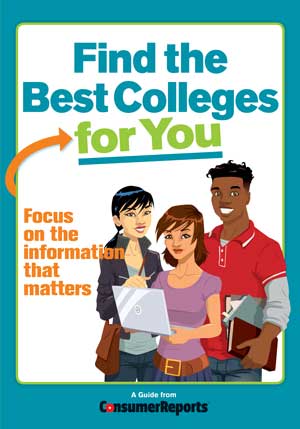 Find the
Best Colleges
for You
Focus
on the
information
that
matters
A Guide from
ConsumerReports